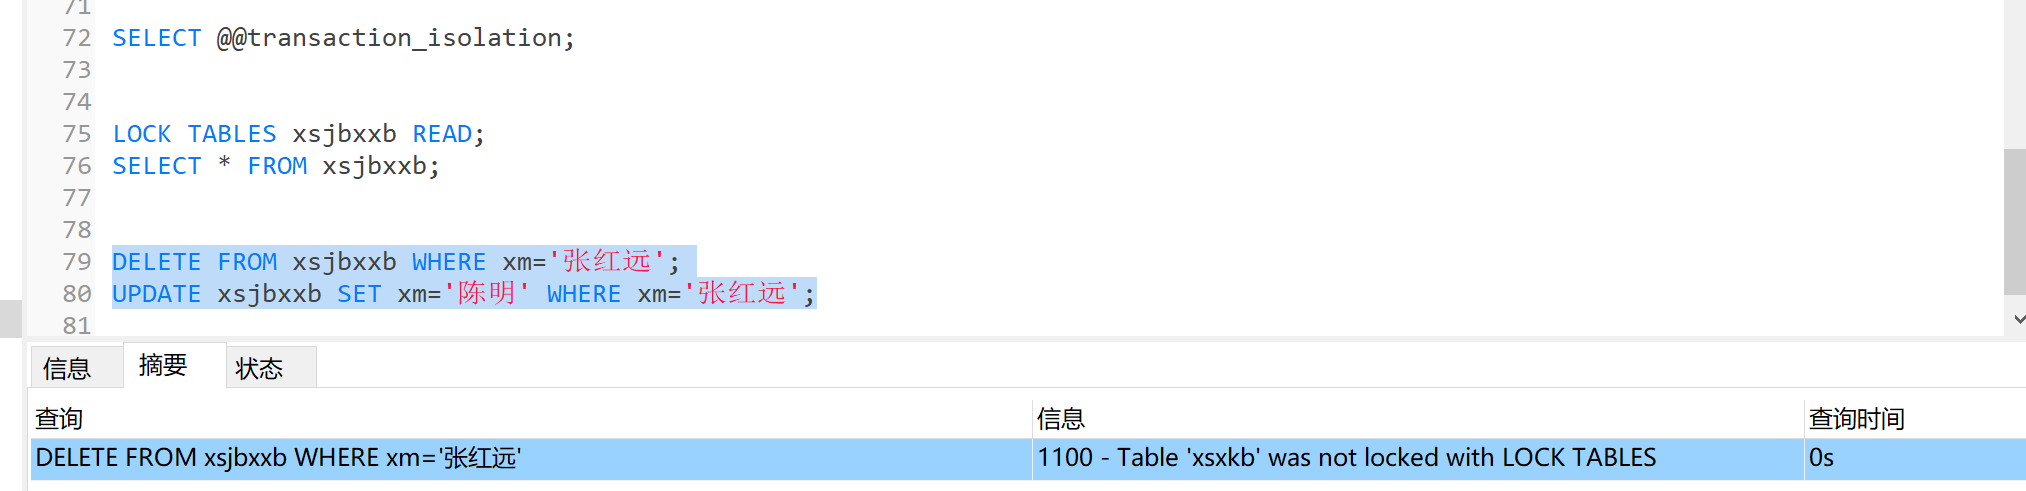 71
72 SELECT @@transaction_isolation;
73
74
75 LOCK TABLES xsjbxxb READ;
76 SELECT * FROM xsjbxxb;
77
78
79 DELETE FROM xsjbxxb WHERE xm='张红远';
80 UPDATE xsjbxxb SET xm='陈明' WHERE xm='张红远';
81
信息 摘要 状态
查询 信息 查询时间
DELETE FROM xsjbxxb WHERE xm='张红远' 1100 - Table 'xsxkb' was not locked with LOCK TABLES 0s